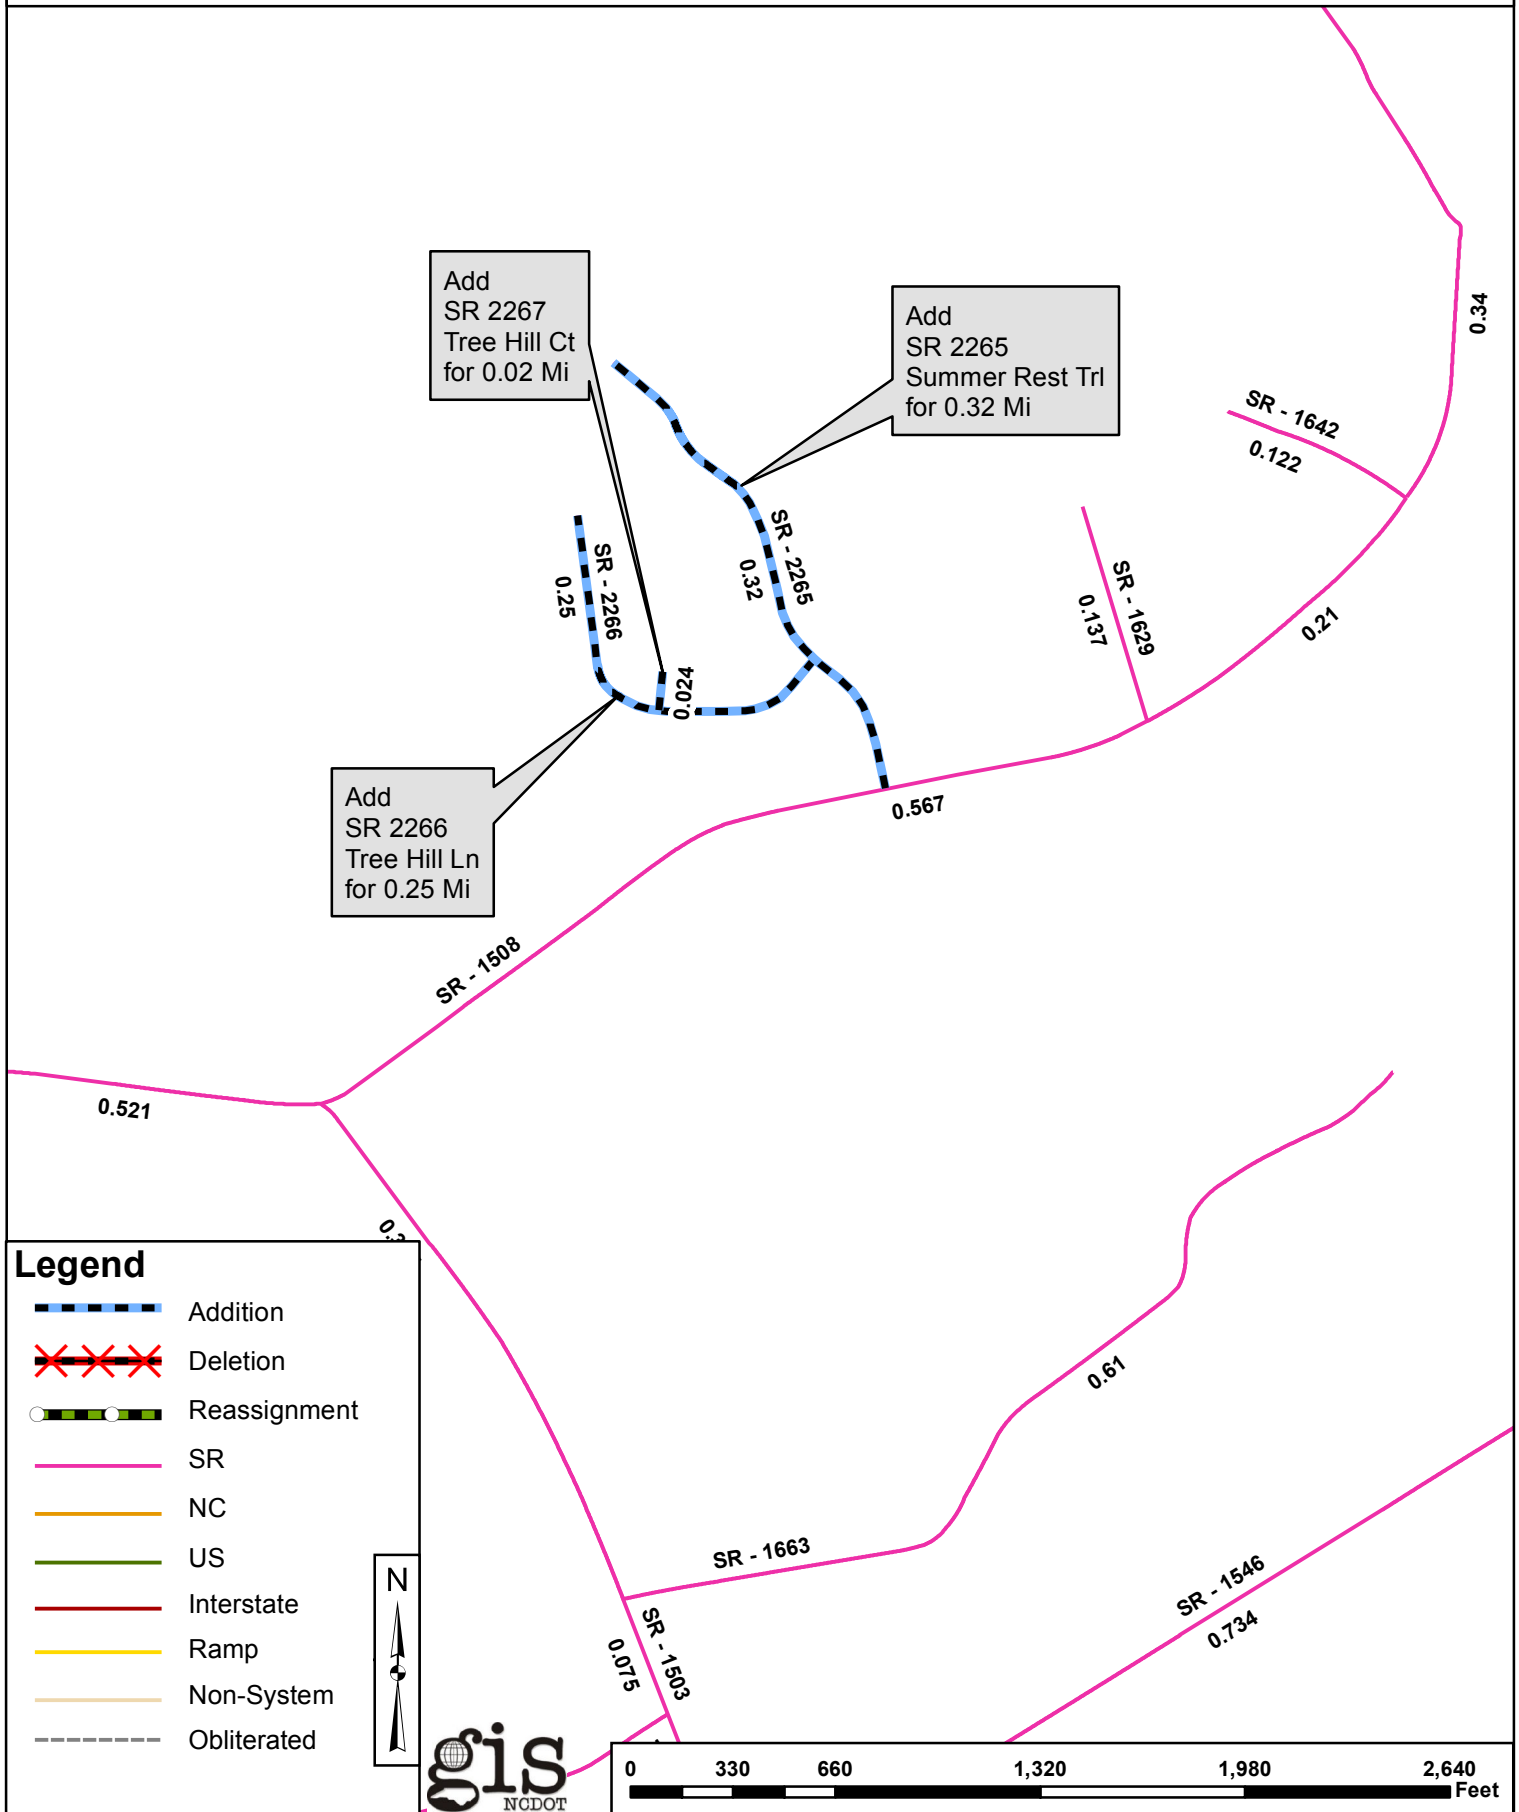 Add
SR 2267
Tree Hill Ct
for 0.02 Mi
Add
SR 2265
Summer Rest Trl
for 0.32 Mi
0.34
SR - 1642
0.122
SR - 2265
0.32
SR - 2266
0.25
SR - 1629
0.137
0.21
0.024
Add
SR 2266
Tree Hill Ln
for 0.25 Mi
0.567
SR - 1508
0.521
0.61
SR - 1663
SR - 1546
0.734
SR - 1503
0.075
Legend
Addition
Deletion
Reassignment
SR
NC
US
Interstate
Ramp
Non-System
Obliterated
N
gis
NCDOT
0 330 660 1,320 1,980 2,640
Feet